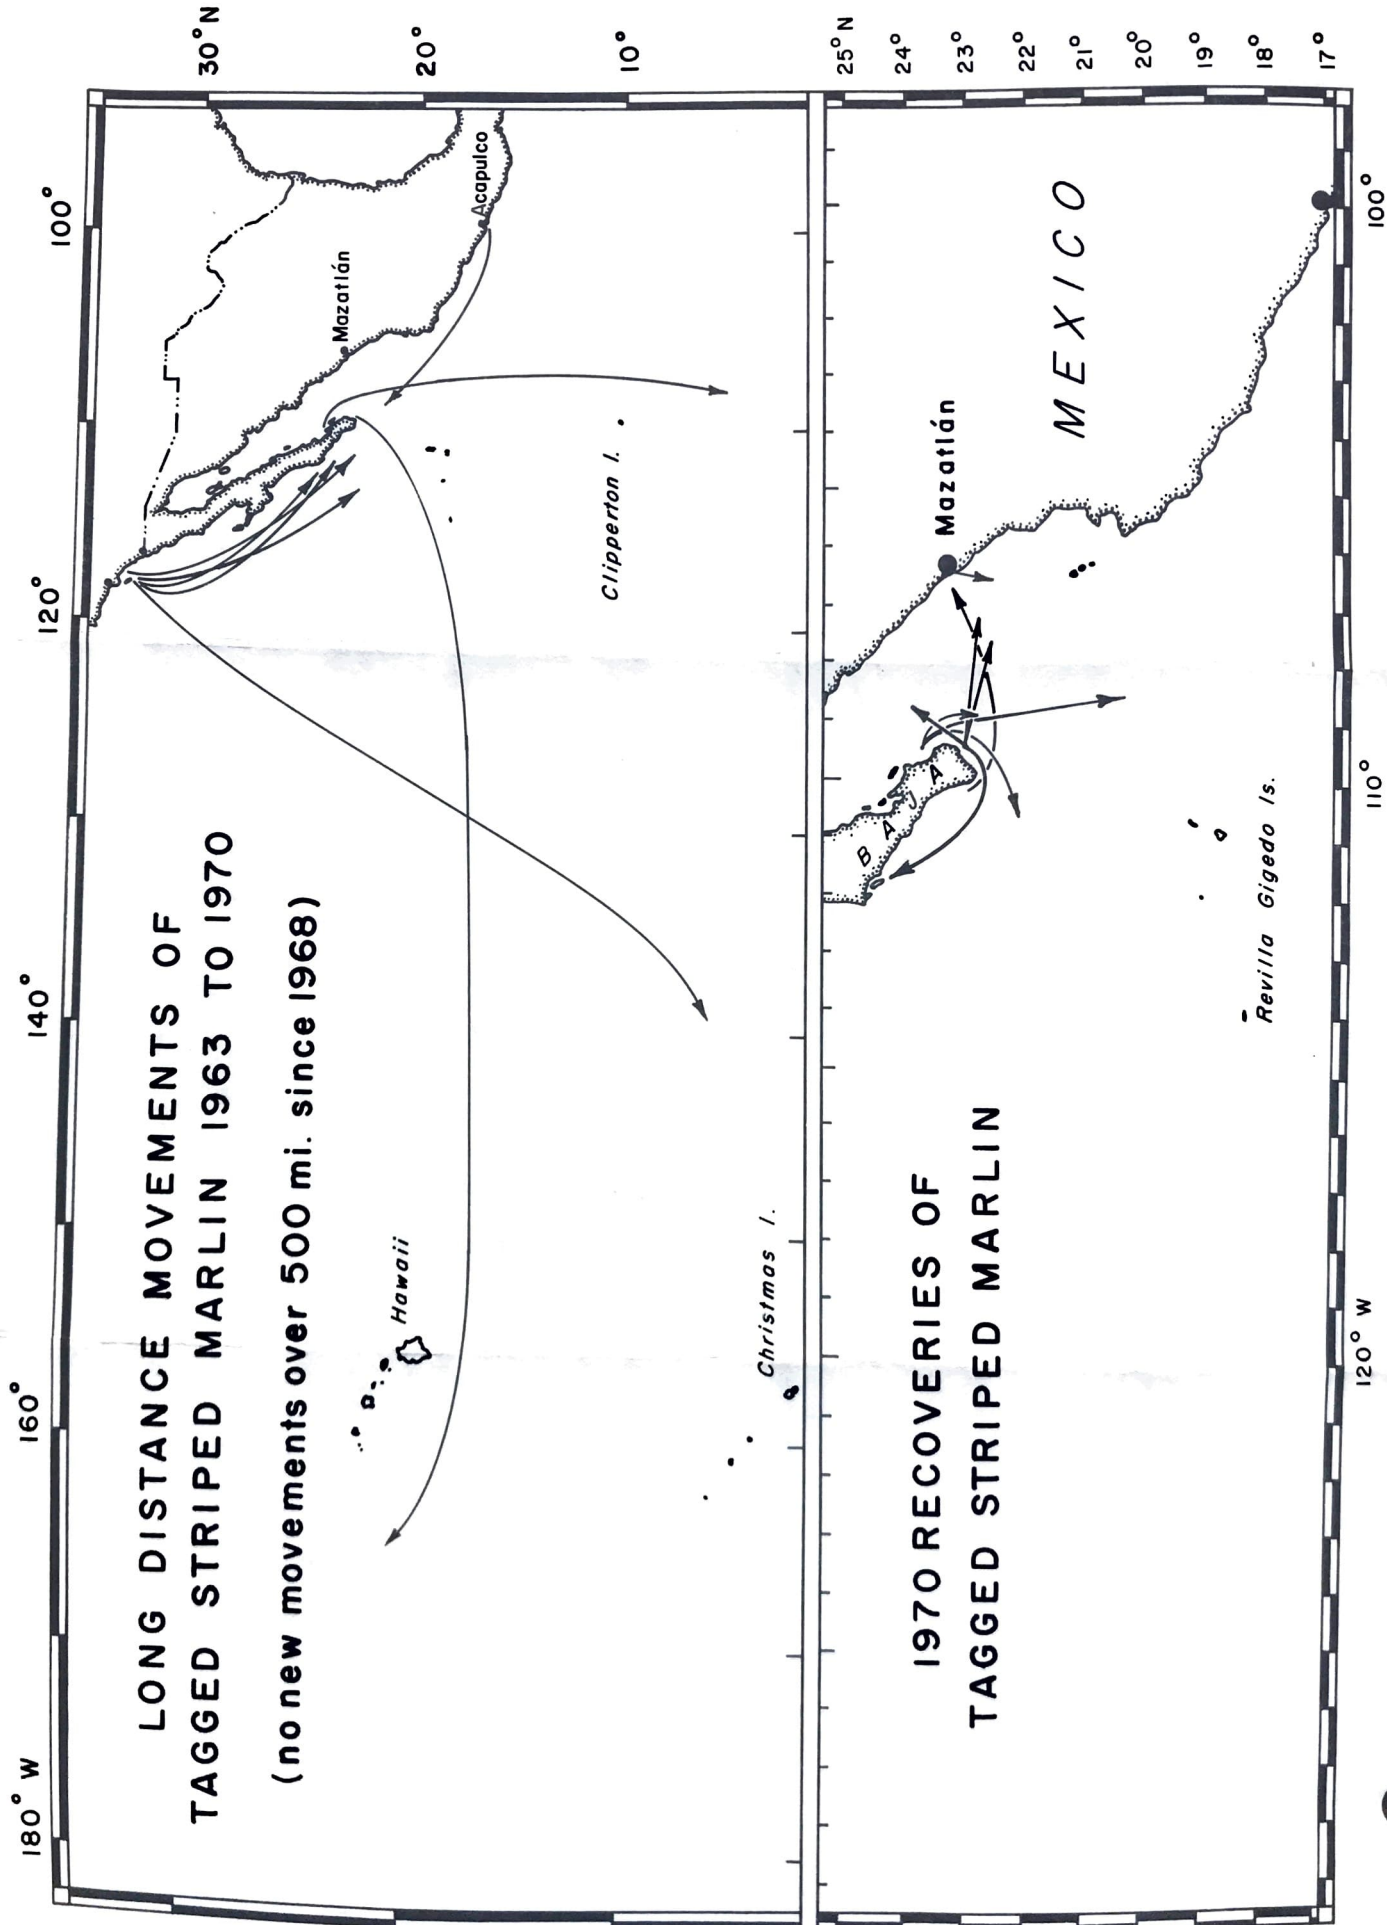 180° W
160°
140°
120°
100°
LONG DISTANCE MOVEMENTS OF
TAGGED STRIPED MARLIN 1963 TO 1970
(no new movements over 500 mi. since 1968)
30°N
20°
10°
Mazatlán
Acapulco
Hawaii
Clipperton I.
Christmas I.
1970 RECOVERIES OF
TAGGED STRIPED MARLIN
25°N
24°
23°
22°
21°
20°
19°
18°
17°
BAJA
Mazatlán
MEXICO
Revilla Gigedo Is.
120° W
110°
100°